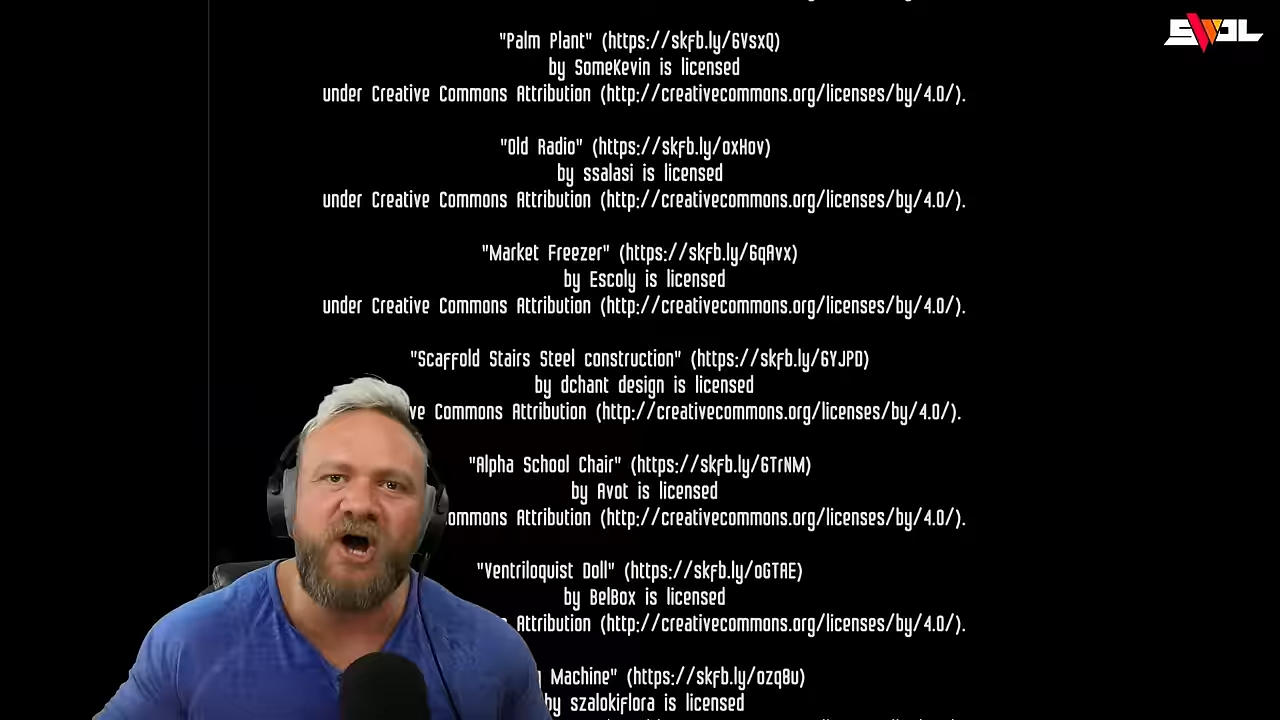 SWOL
"Palm Plant" (https://skfb.ly/6VsxQ)
by SomeKevin is licensed
under Creative Commons Attribution (http://creativecommons.org/licenses/by/4.0/).
"Old Radio" (https://skfb.ly/oxHov)
by ssalasi is licensed
under Creative Commons Attribution (http://creativecommons.org/licenses/by/4.0/).
"Market Freezer" (https://skfb.ly/6qAvx)
by Escoly is licensed
under Creative Commons Attribution (http://creativecommons.org/licenses/by/4.0/).
"Scaffold Stairs Steel construction" (https://skfb.ly/6YJPD)
by dchant design is licensed
ve Commons Attribution (http://creativecommons.org/licenses/by/4.0/).
"Alpha School Chair" (https://skfb.ly/6TrNM)
by Avot is licensed
ommons Attribution (http://creativecommons.org/licenses/by/4.0/).
"Ventriloquist Doll" (https://skfb.ly/oGTAE)
by BelBox is licensed
Attribution (http://creativecommons.org/licenses/by/4.0/).
Machine" (https://skfb.ly/ozq8u)
by szalokiflora is licensed